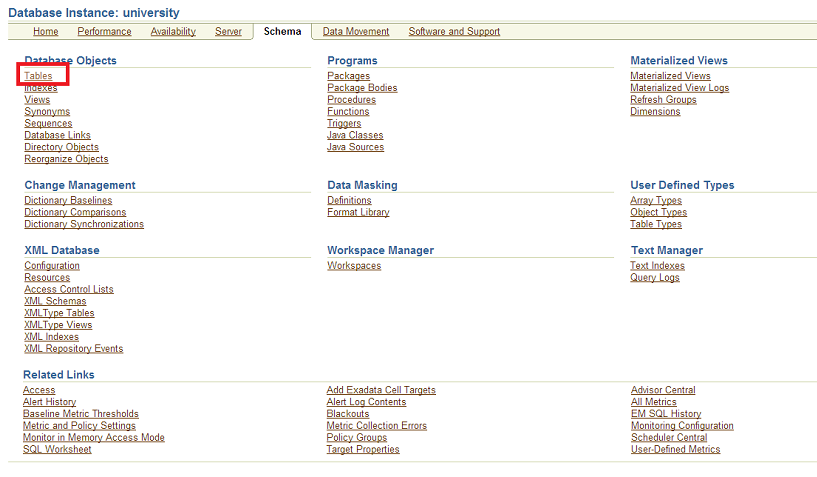 Database Instance: university
Home Performance Availability Server Schema Data Movement Software and Support
Database Objects
Tables
Indexes
Views
Synonyms
Sequences
Database Links
Directory Objects
Reorganize Objects
Programs
Packages
Package Bodies
Procedures
Functions
Triggers
Java Classes
Java Sources
Materialized Views
Materialized Views
Materialized View Logs
Refresh Groups
Dimensions
Change Management
Dictionary Baselines
Dictionary Comparisons
Dictionary Synchronizations
Data Masking
Definitions
Format Library
User Defined Types
Array Types
Object Types
Table Types
XML Database
Configuration
Resources
Access Control Lists
XML Schemas
XMLType Tables
XMLType Views
XML Indexes
XML Repository Events
Workspace Manager
Workspaces
Text Manager
Text Indexes
Query Logs
Related Links
Access
Alert History
Baseline Metric Thresholds
Metric and Policy Settings
Monitor in Memory Access Mode
SQL Worksheet
Add Exadata Cell Targets
Alert Log Contents
Blackouts
Metric Collection Errors
Policy Groups
Target Properties
Advisor Central
All Metrics
EM SQL History
Monitoring Configuration
Scheduler Central
User-Defined Metrics